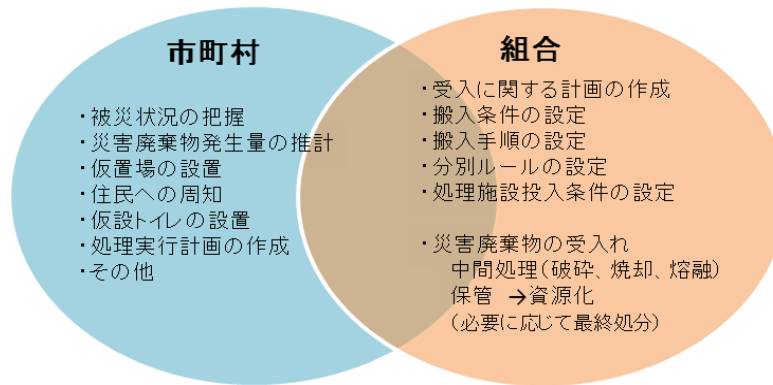 市町村
・被災状況の把握
・災害廃棄物発生量の推計
・仮置場の設置
・住民への周知
・仮設トイレの設置
・処理実行計画の作成
・その他
組合
・受入に関する計画の作成
・搬入条件の設定
・搬入手順の設定
・分別ルールの設定
・処理施設投入条件の設定
・災害廃棄物の受入れ
中間処理（破砕、焼却、熔融）
保管 →資源化
（必要に応じて最終処分）